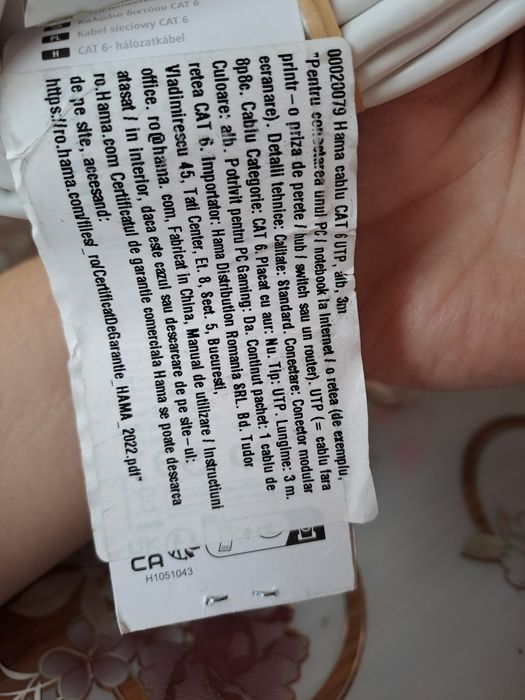 Καλώδιο δικτύου CAT 6
PL Kabel sieciowy CAT 6
H CAT 6- hálózatkábel
00020079 Hama cablu CAT 6 UTP, alb, 3m
"Pentru conectarea unui PC / notebook la Internet / o retea (de exemplu,
printr – o priza de perete / hub / switch sau un router). UTP (= cablu fara
ecranare). Detalii tehnice: Calitate: Standard. Conectare: Conector modular
8p8c. Cablu Categorie: CAT 6. Placat cu aur: Nu. Tip: UTP. Lungime: 3 m.
Culoare: alb. Potrivit pentru PC Gaming: Da. Continut pachet: 1 cablu de
retea CAT 6. Importator: Hama Distribution Romania SRL. Bd. Tudor
Vladimirescu 45, Tati Center, Et. 8, Sect. 5, Bucuresti,
office. ro@hama. com, Fabricat in China, Manual de utilizare / Instructiuni
atasat / in interior, daca este cazul sau descarcare de pe site-ul:
ro.Hama.com Certificatul de garantie comerciala Hama se poate descarca
de pe site, accesand:
https://ro.hama.com/files/_ro/CertificatDeGarantie_HAMA_2022.pdf"
UK
CA
H1051043